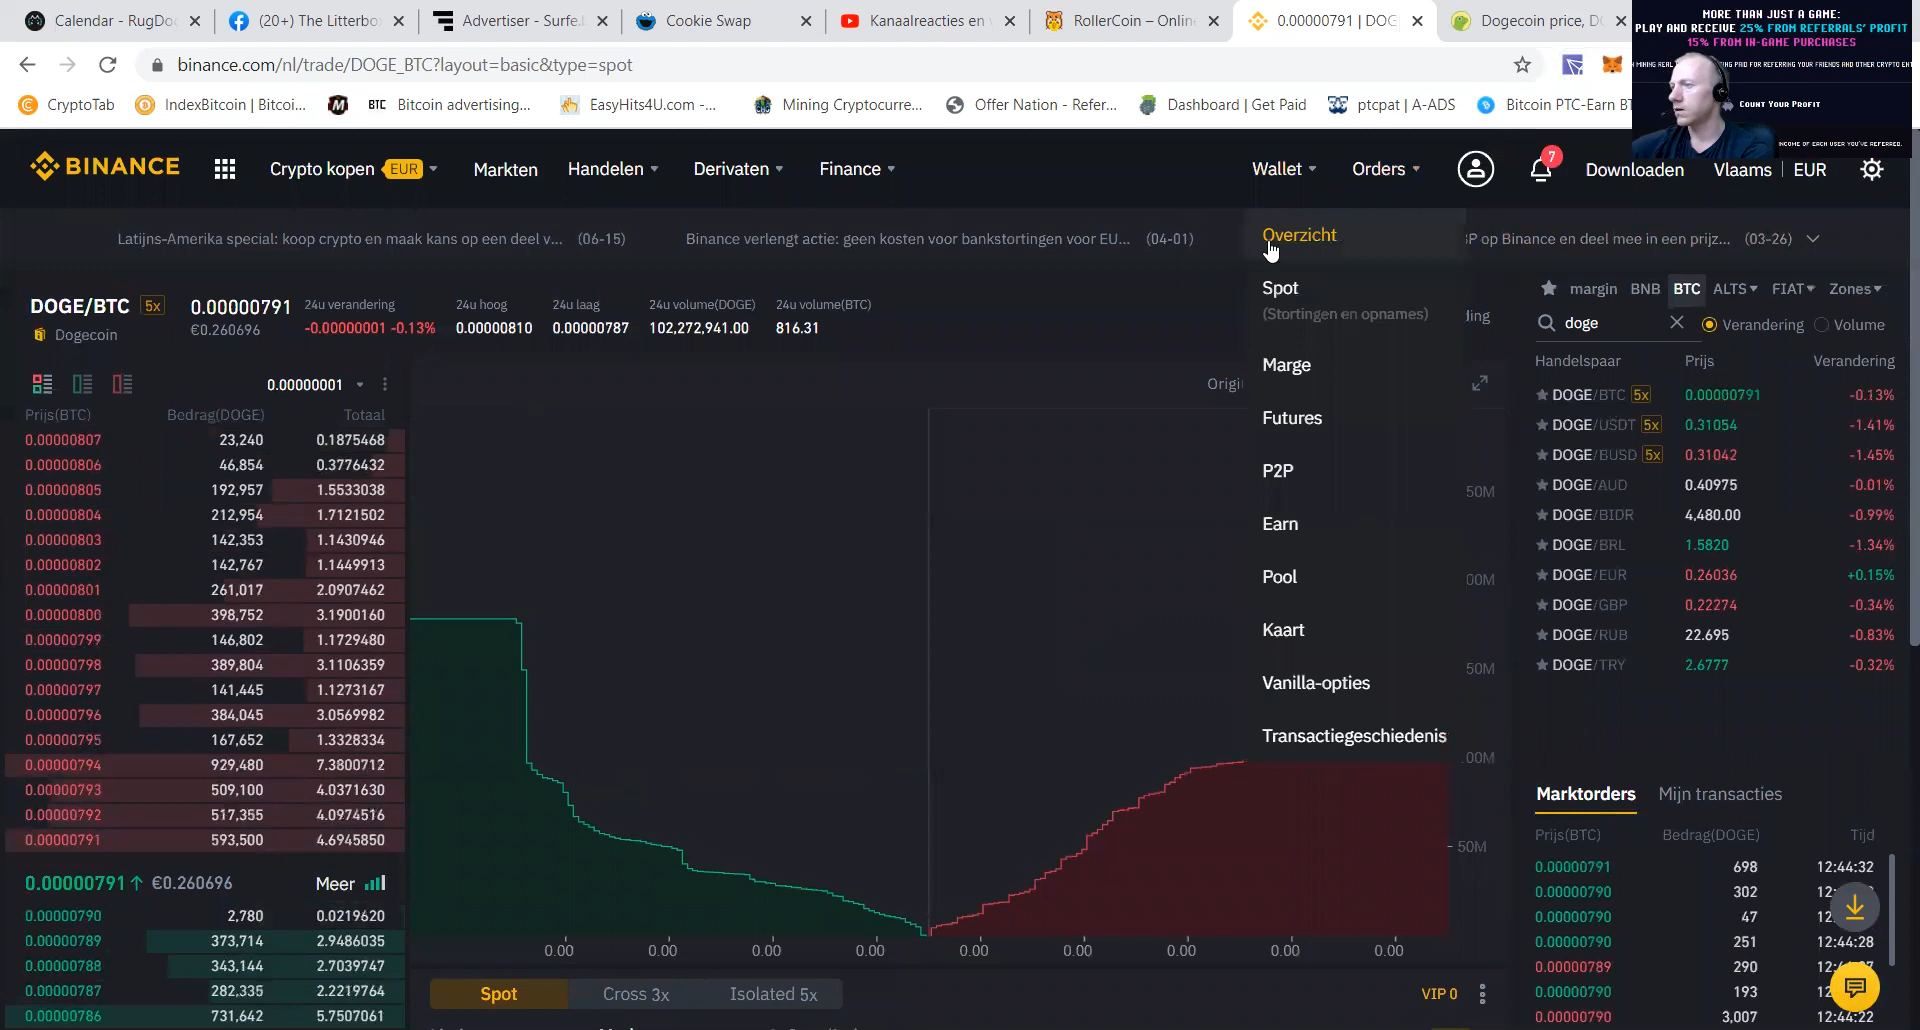 Calendar - RugDoc
(20+) The Litterbo
Advertiser - Surfe.
Cookie Swap
Kanaalreacties en
RollerCoin – Onlin
0.00000791 | DOG
Dogecoin price, D
MORE THAN JUST A GAME:
PLAY AND RECEIVE 25% FROM REFERRALS' PROFIT
15% FROM IN-GAME PURCHASES
binance.com/nl/trade/DOGE_BTC?layout=basic&type=spot
CryptoTab
IndexBitcoin | Bitcoi...
BTC Bitcoin advertising...
EasyHits4U.com -...
Mining Cryptocurre...
Offer Nation - Refer...
Dashboard | Get Paid
ptcpat | A-ADS
Bitcoin PTC-Earn BT
COUNT YOUR PROFIT
INCOME OF EACH USER YOU'VE REFERRED.
BINANCE
Crypto kopen EUR
Markten
Handelen
Derivaten
Finance
Wallet
Orders
7
Downloaden
Vlaams
EUR
Latijns-Amerika special: koop crypto en maak kans op een deel v... (06-15)
Binance verlengt actie: geen kosten voor bankstortingen voor EU... (04-01)
P op Binance en deel mee in een prijz... (03-26)
Overzicht
Spot
(Stortingen en opnames)
Marge
Futures
P2P
Earn
Pool
Kaart
Vanilla-opties
Transactiegeschiedenis
DOGE/BTC 5x
Dogecoin
0.00000791
€0.260696
24u verandering
-0.00000001 -0.13%
24u hoog
0.00000810
24u laag
0.00000787
24u volume(DOGE)
102,272,941.00
24u volume(BTC)
816.31
ding
Origi
0.00000001
Prijs(BTC) Bedrag(DOGE) Totaal
0.00000807 23,240 0.1875468
0.00000806 46,854 0.3776432
0.00000805 192,957 1.5533038
0.00000804 212,954 1.7121502
0.00000803 142,353 1.1430946
0.00000802 142,767 1.1449913
0.00000801 261,017 2.0907462
0.00000800 398,752 3.1900160
0.00000799 146,802 1.1729480
0.00000798 389,804 3.1106359
0.00000797 141,445 1.1273167
0.00000796 384,045 3.0569982
0.00000795 167,652 1.3328334
0.00000794 929,480 7.3800712
0.00000793 509,100 4.0371630
0.00000792 517,355 4.0974516
0.00000791 593,500 4.6945850
0.00000791 ↑ €0.260696 Meer
0.00000790 2,780 0.0219620
0.00000789 373,714 2.9486035
0.00000788 343,144 2.7039747
0.00000787 282,335 2.2219764
0.00000786 731,642 5.7507061
50M
00M
50M
.00M
50M
0.00 0.00 0.00 0.00 0.00 0.00 0.00 0.00 0.00
Spot
Cross 3x
Isolated 5x
VIP 0
margin BNB BTC ALTS FIAT Zones
doge
Verandering
Volume
Handelspaar Prijs Verandering
DOGE/BTC 5x 0.00000791 -0.13%
DOGE/USDT 5x 0.31054 -1.41%
DOGE/BUSD 5x 0.31042 -1.45%
DOGE/AUD 0.40975 -0.01%
DOGE/BIDR 4,480.00 -0.99%
DOGE/BRL 1.5820 -1.34%
DOGE/EUR 0.26036 +0.15%
DOGE/GBP 0.22274 -0.34%
DOGE/RUB 22.695 -0.83%
DOGE/TRY 2.6777 -0.32%
Marktorders
Mijn transacties
Prijs(BTC) Bedrag(DOGE) Tijd
0.00000791 698 12:44:32
0.00000790 302 12:
0.00000790 47 12:
0.00000790 251 12:44:28
0.00000789 290
0.00000790 193
0.00000790 3,007 12:44:22